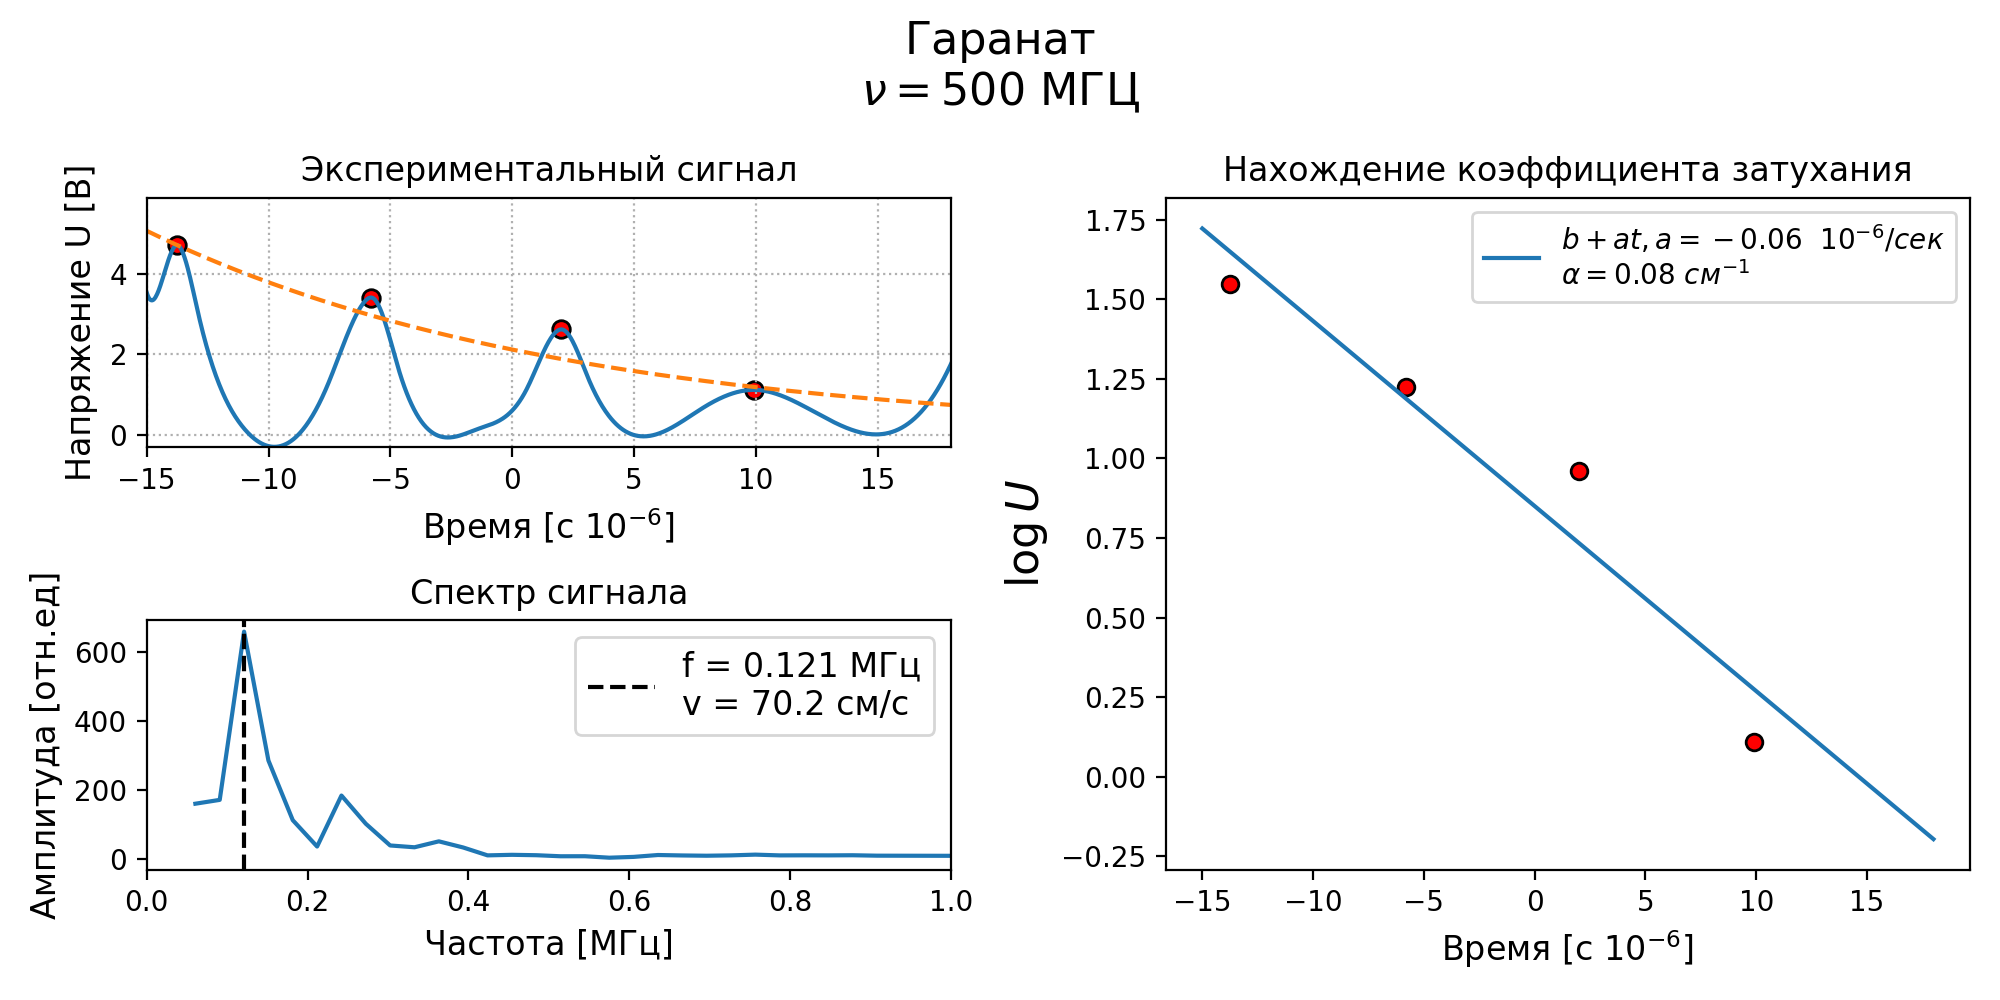 Гаранат
ν = 500 МГЦ
Экспериментальный сигнал
Напряжение U [В]
4
2
0
−15 −10 −5 0 5 10 15
Время [с 10⁻⁶]
Спектр сигнала
Амплитуда [отн.ед]
600
400
200
0
f = 0.121 МГц
v = 70.2 см/с
0.0 0.2 0.4 0.6 0.8 1.0
Частота [МГц]
Нахождение коэффициента затухания
log U
1.75
1.50
1.25
1.00
0.75
0.50
0.25
0.00
−0.25
b + at, a = −0.06 10⁻⁶/сек
α = 0.08 см⁻¹
−15 −10 −5 0 5 10 15
Время [с 10⁻⁶]